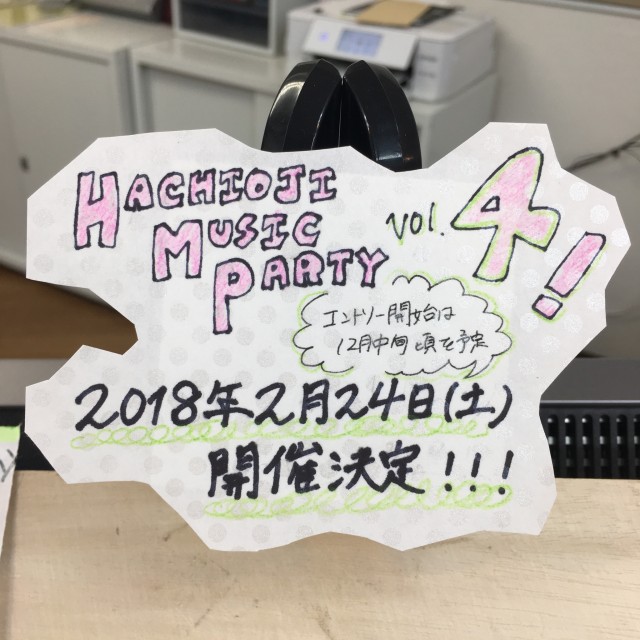 HACHIOJI
MUSIC
PARTY
vol.4!
エントリー開始は
12月中旬頃を予定
2018年2月24日(土)
開催決定!!!